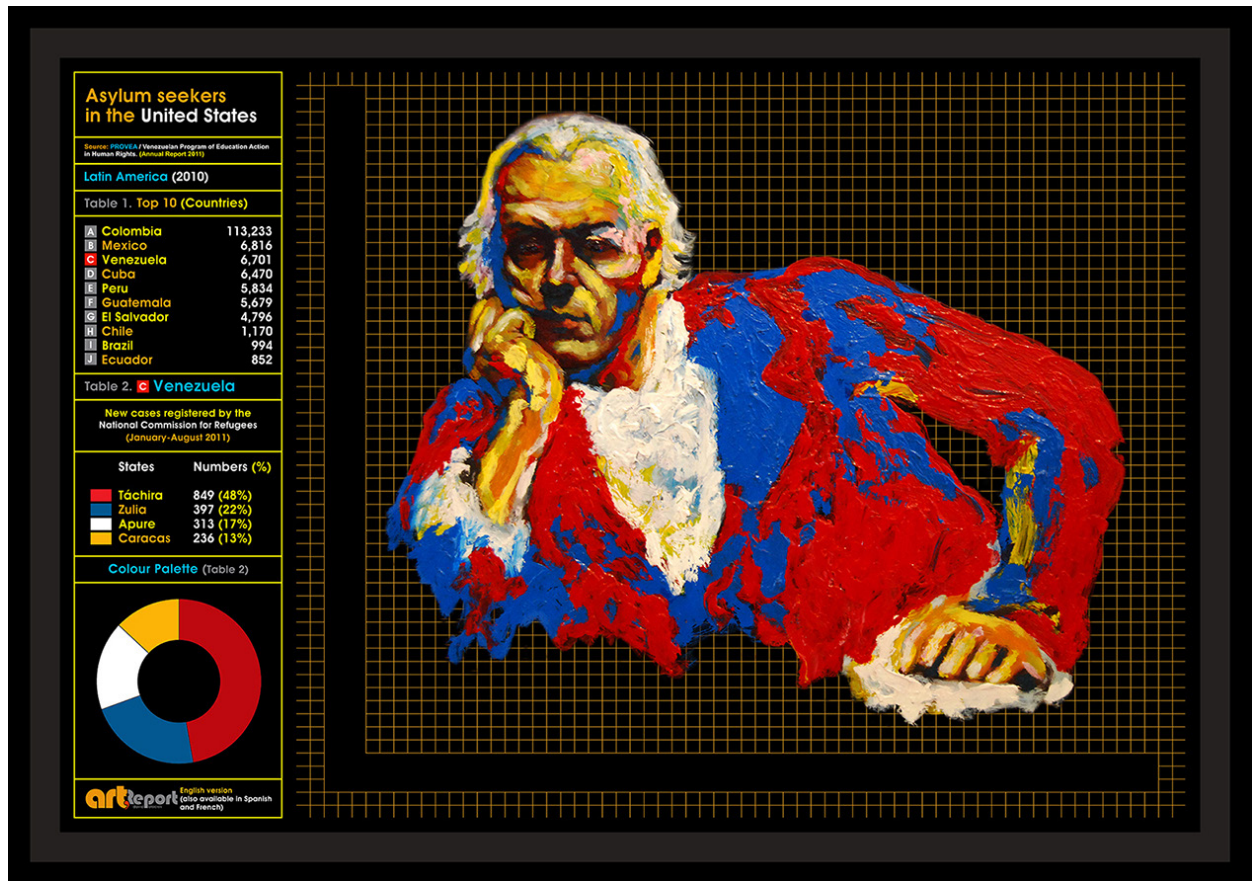 Asylum seekers
in the United States
Source: PROVEA / Venezuelan Program of Education Action
in Human Rights. (Annual Report 2011)
Latin America (2010)
Table 1. Top 10 (Countries)
A Colombia 113,233
B Mexico 6,816
C Venezuela 6,701
D Cuba 6,470
E Peru 5,834
F Guatemala 5,679
G El Salvador 4,796
H Chile 1,170
I Brazil 994
J Ecuador 852
Table 2. C Venezuela
New cases registered by the
National Commission for Refugees
(January-August 2011)
States Numbers (%)
Táchira 849 (48%)
Zulia 397 (22%)
Apure 313 (17%)
Caracas 236 (13%)
Colour Palette (Table 2)
artReport
English version
(also available in Spanish
and French)